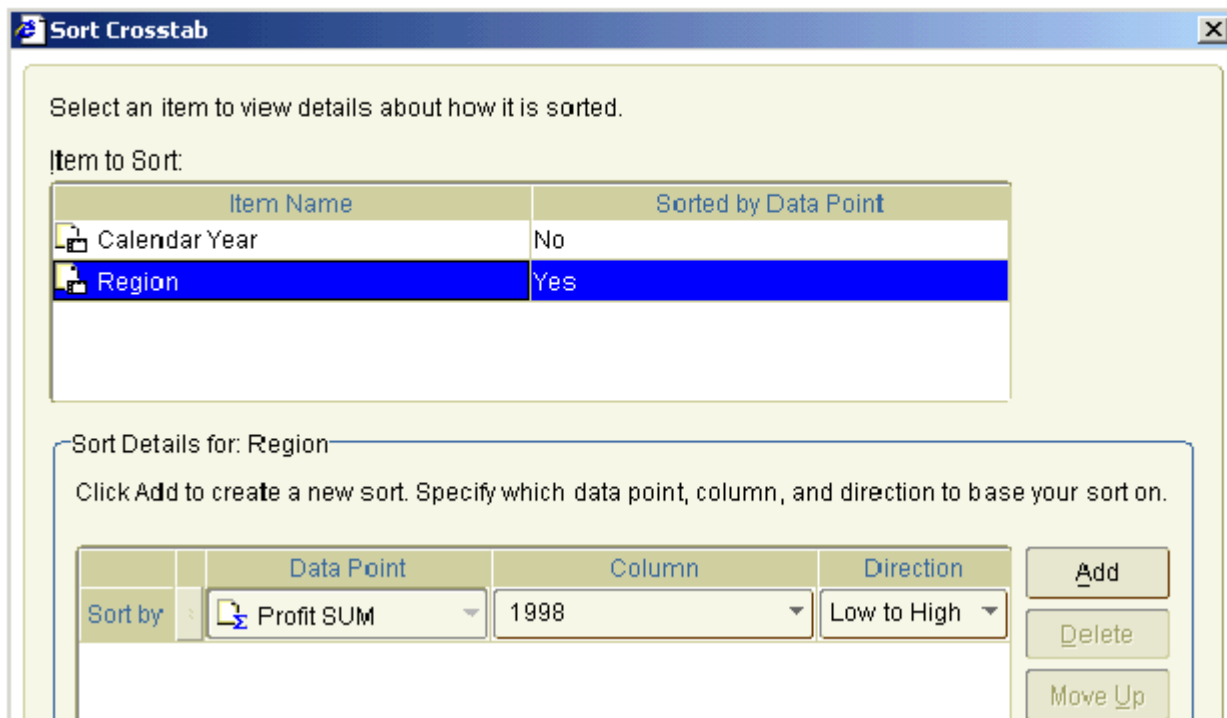 Sort Crosstab
Select an item to view details about how it is sorted.
Item to Sort:
Item Name Sorted by Data Point
Calendar Year No
Region Yes
Sort Details for: Region
Click Add to create a new sort. Specify which data point, column, and direction to base your sort on.
Data Point Column Direction Add
Sort by Profit SUM 1998 Low to High
Delete
Move Up